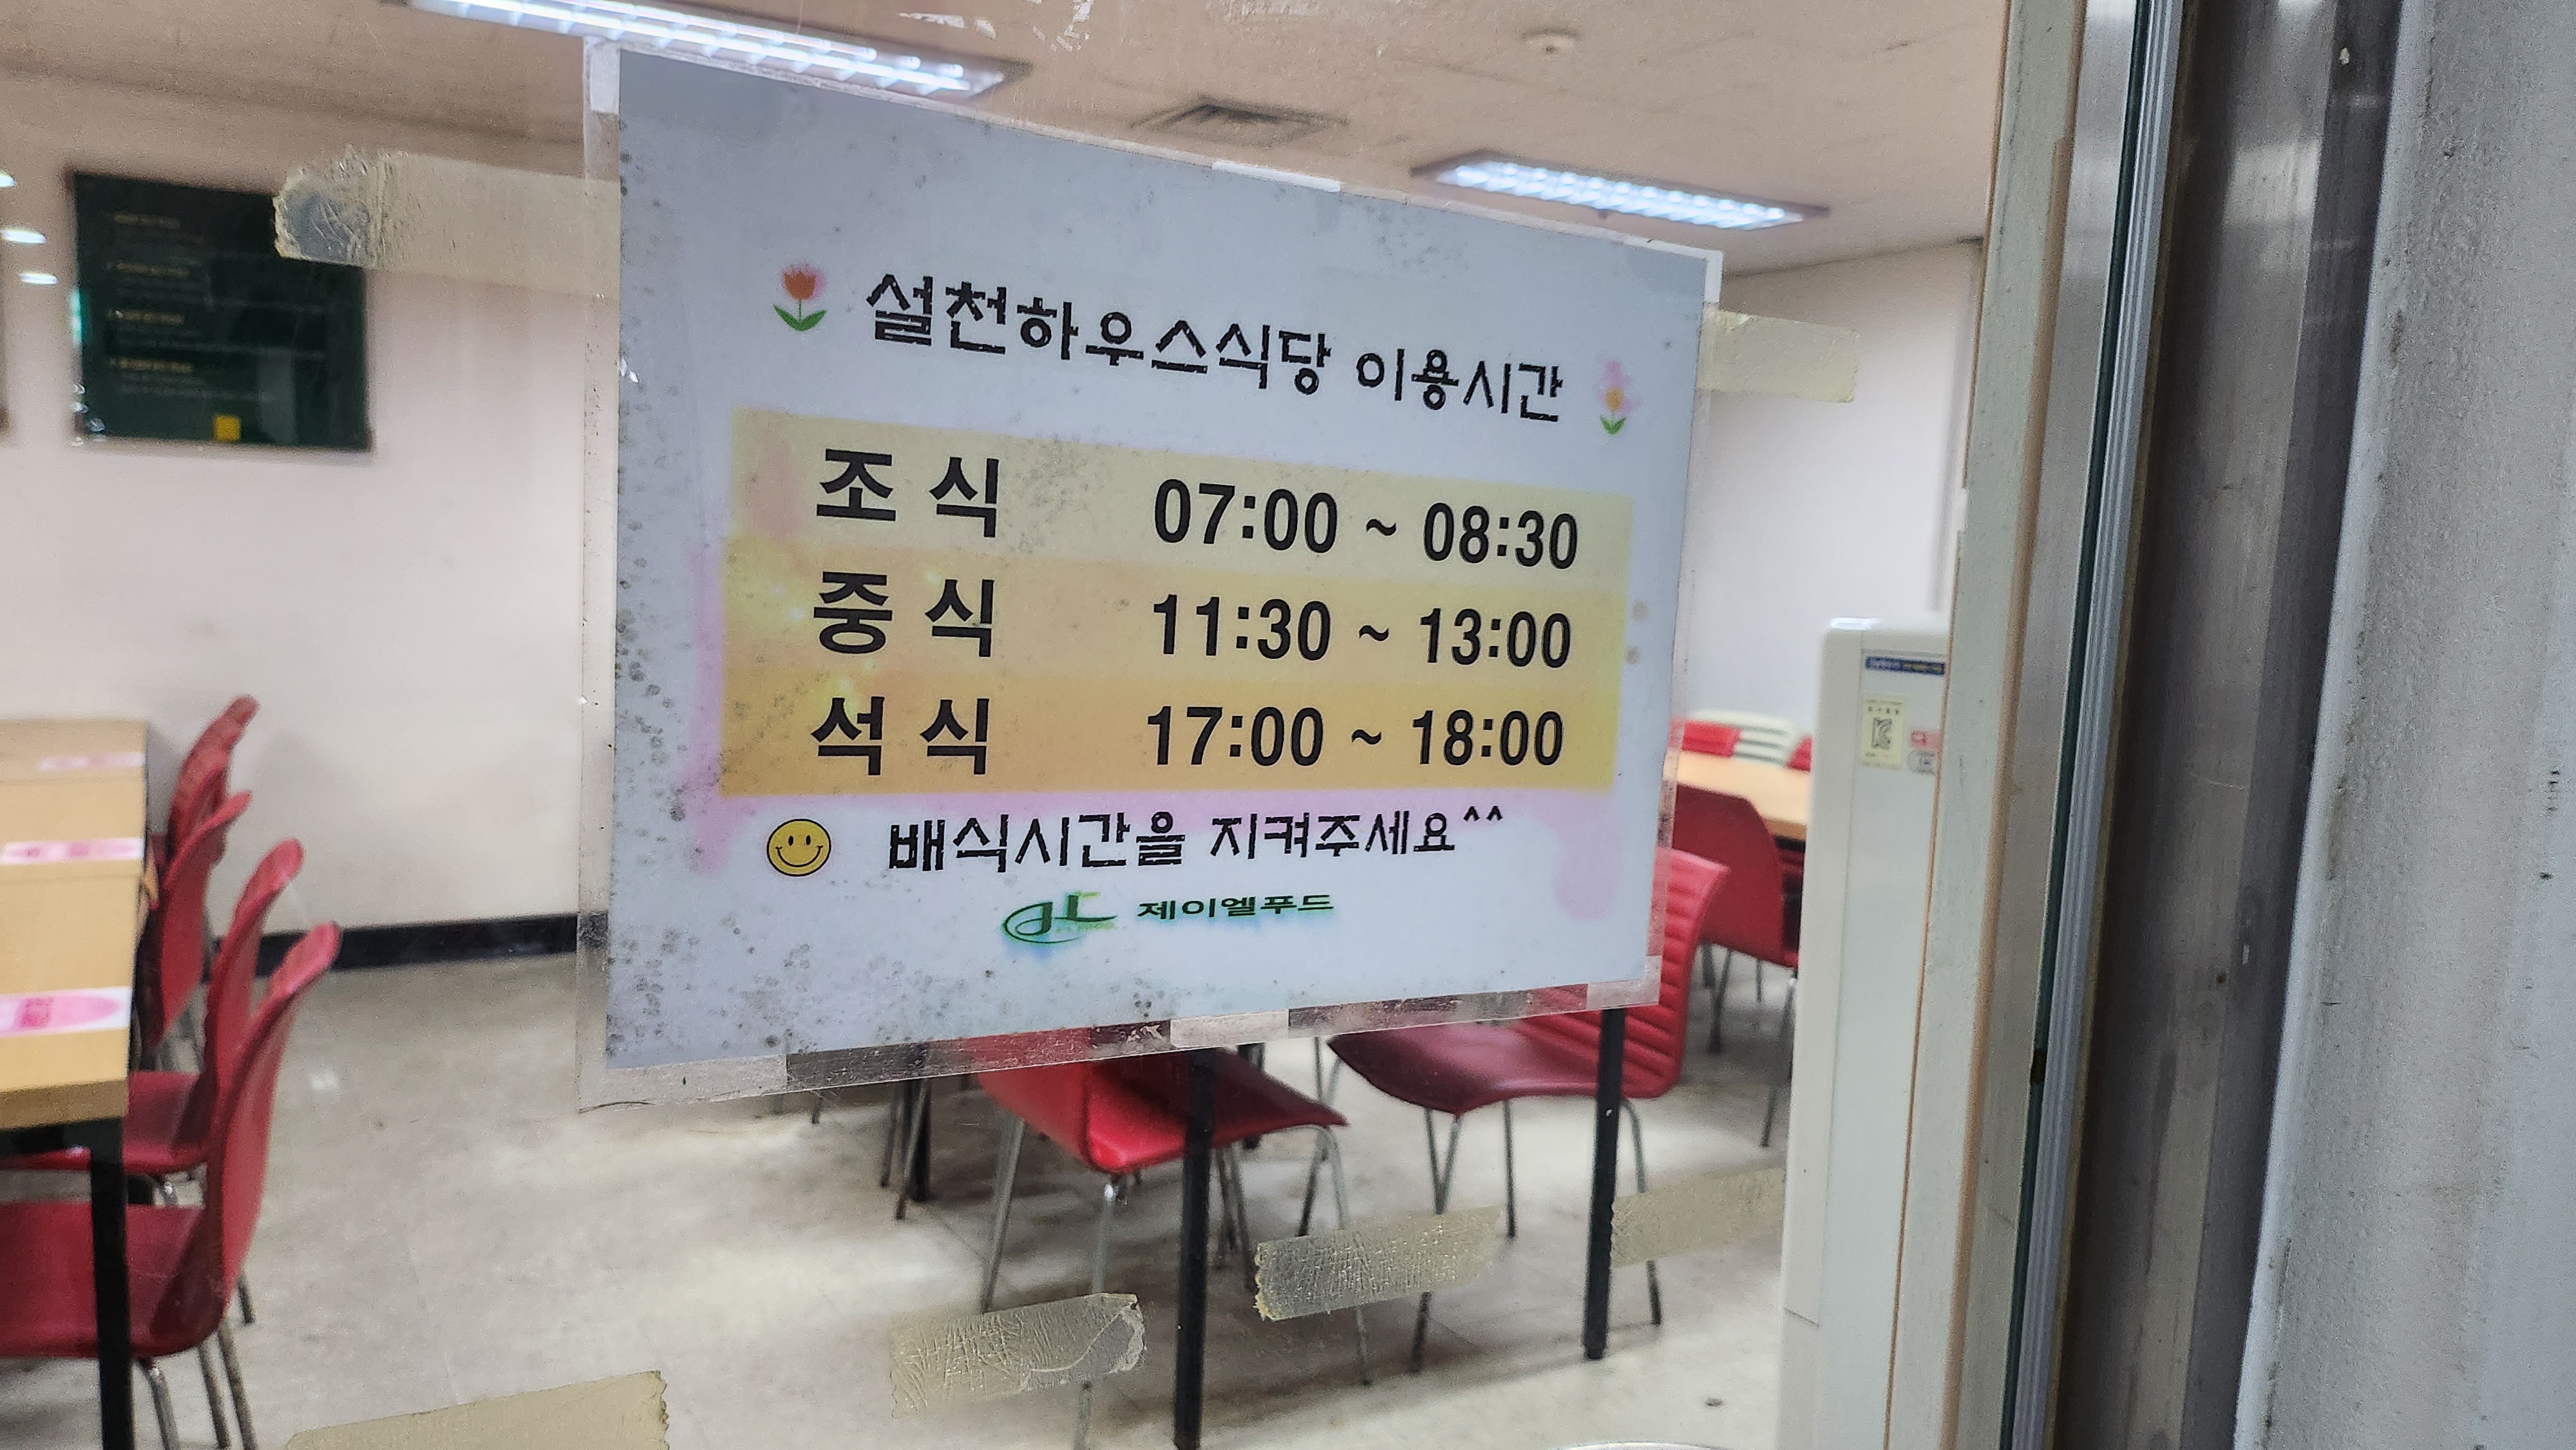 설천하우스식당 이용시간
조 식 07:00 ~ 08:30
중 식 11:30 ~ 13:00
석 식 17:00 ~ 18:00
배식시간을 지켜주세요^^
제이엘푸드